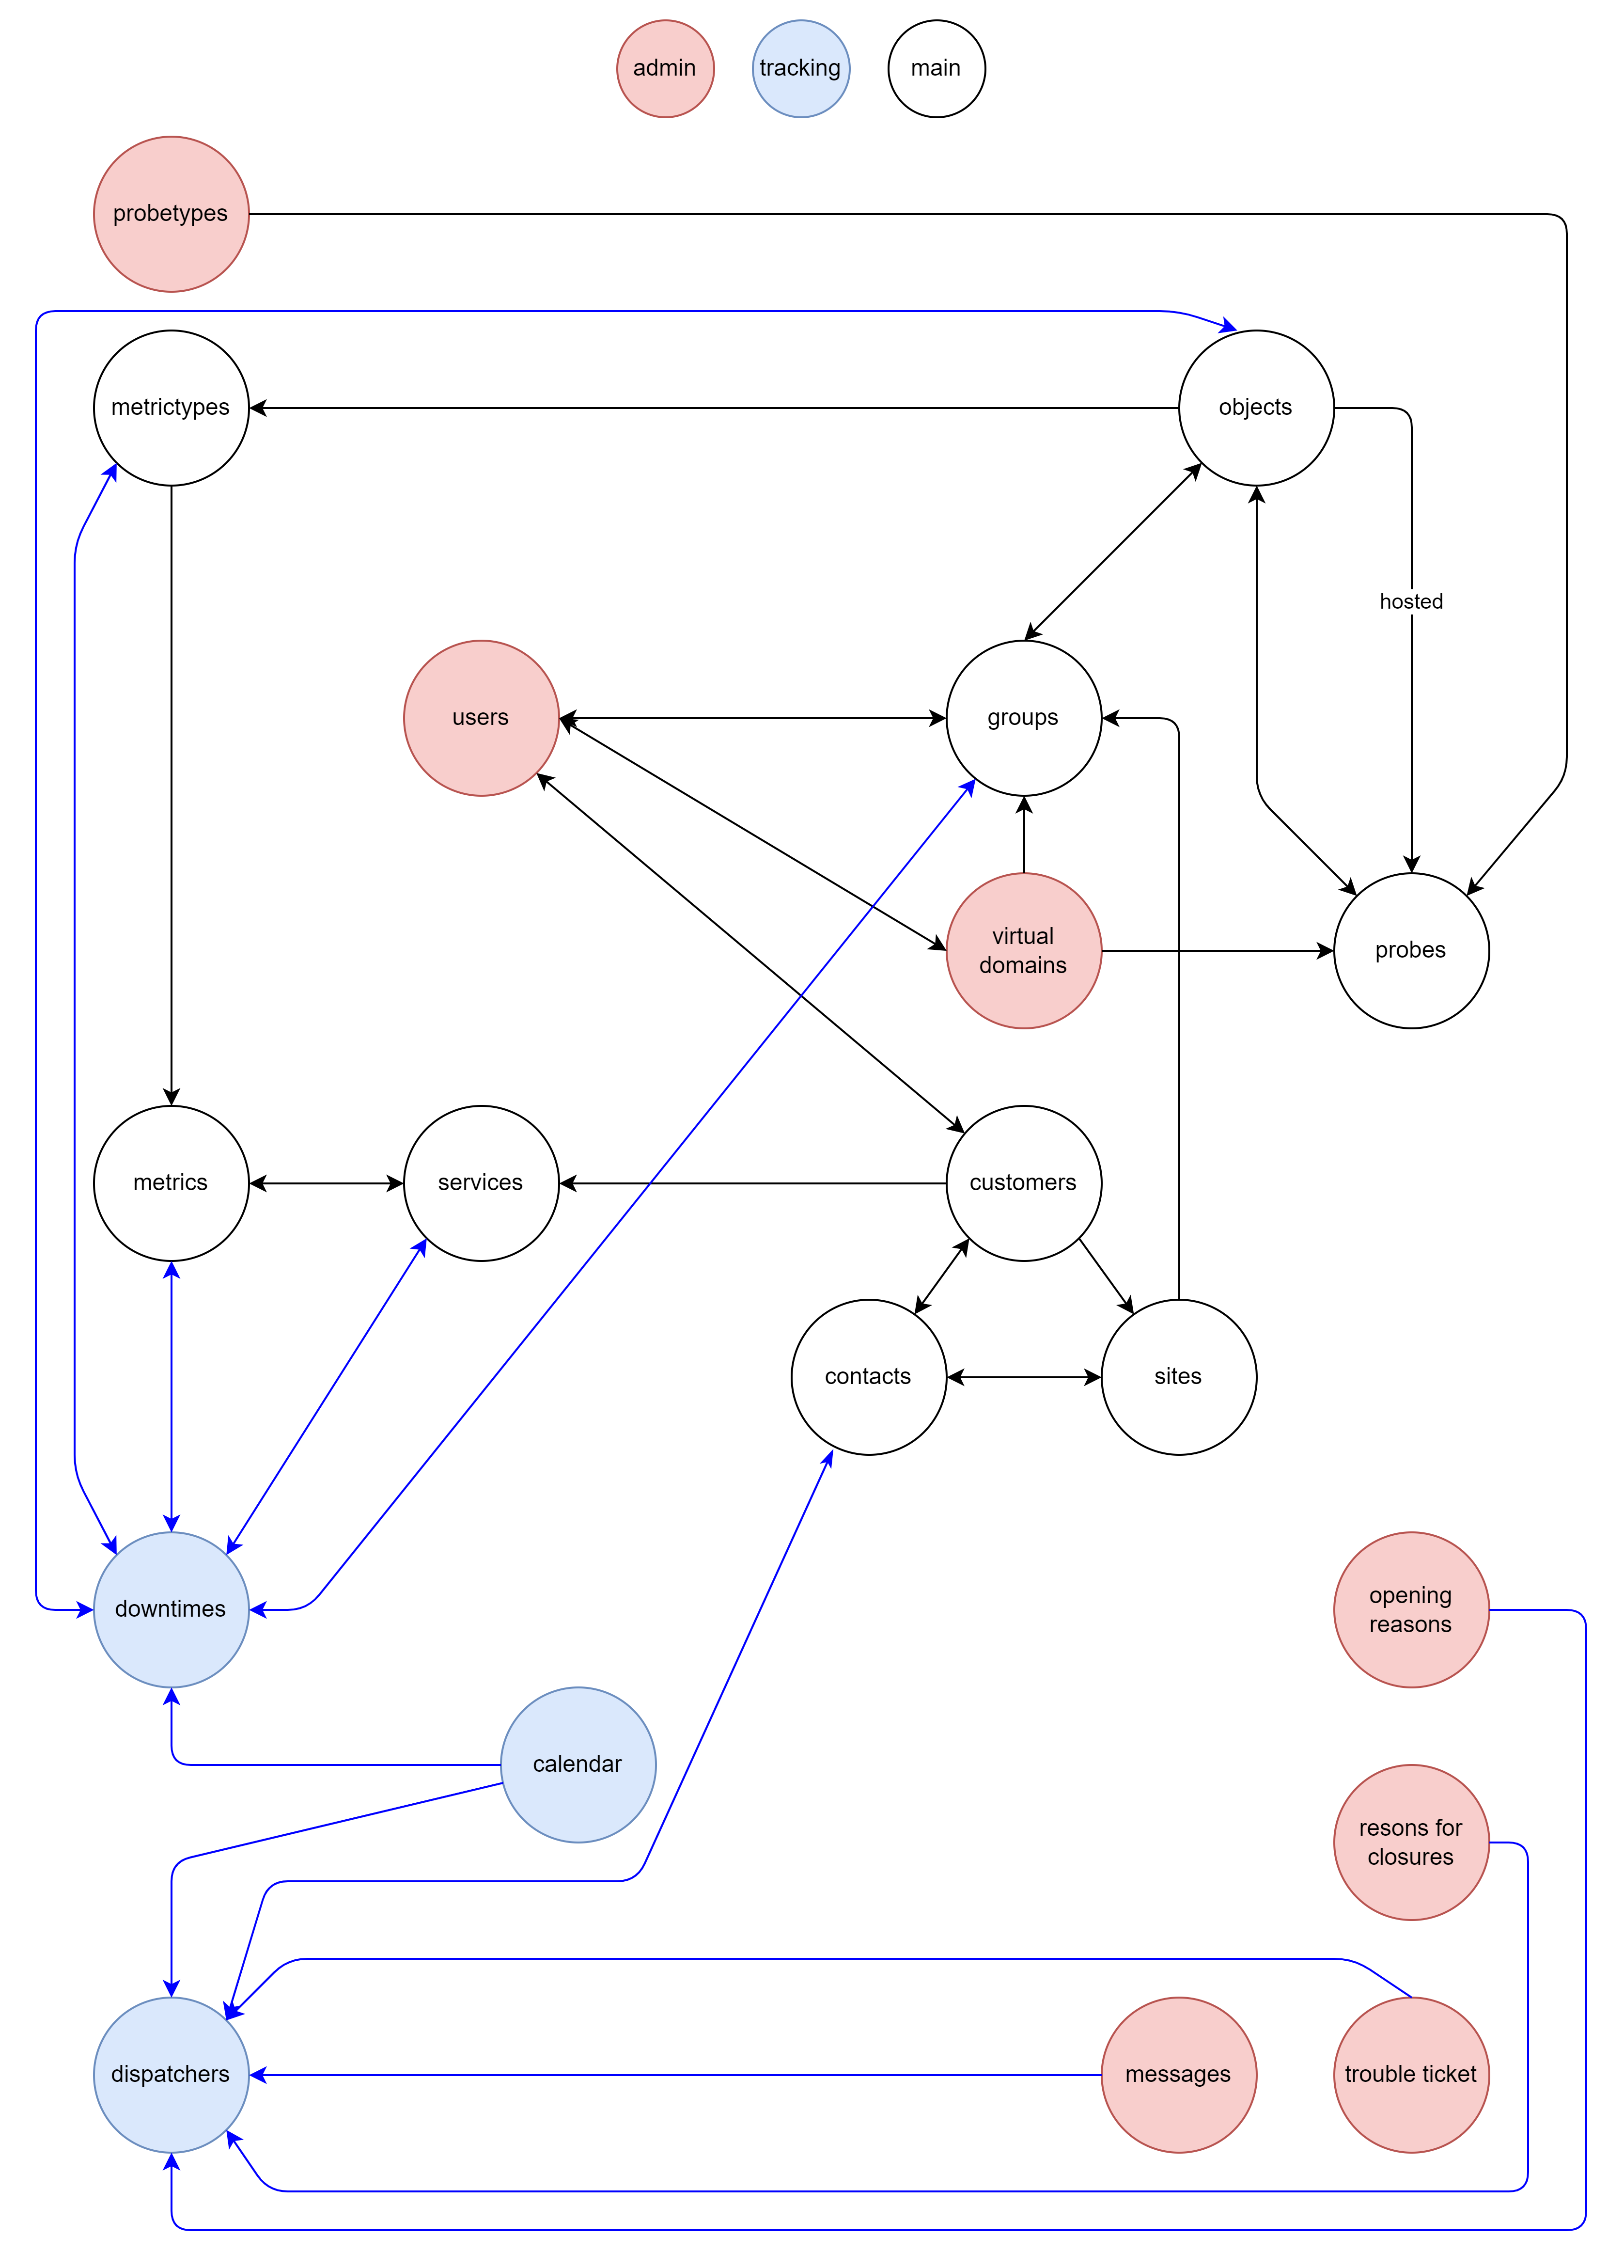 admin
tracking
main
probetypes
metrictypes
objects
hosted
users
groups
virtual
domains
probes
metrics
services
customers
contacts
sites
downtimes
opening
reasons
calendar
resons for
closures
dispatchers
messages
trouble ticket